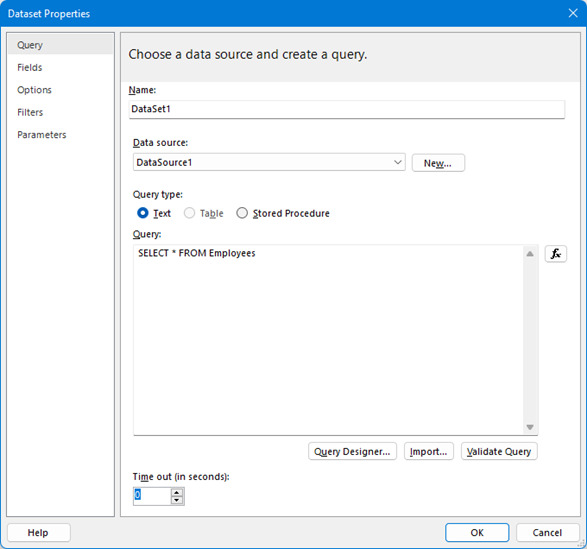 Dataset Properties
Query
Fields
Options
Filters
Parameters
Choose a data source and create a query.
Name:
DataSet1
Data source:
DataSource1
New...
Query type:
Text Table Stored Procedure
Query:
SELECT * FROM Employees
fx
Query Designer... Import... Validate Query
Time out (in seconds):
0
Help OK Cancel